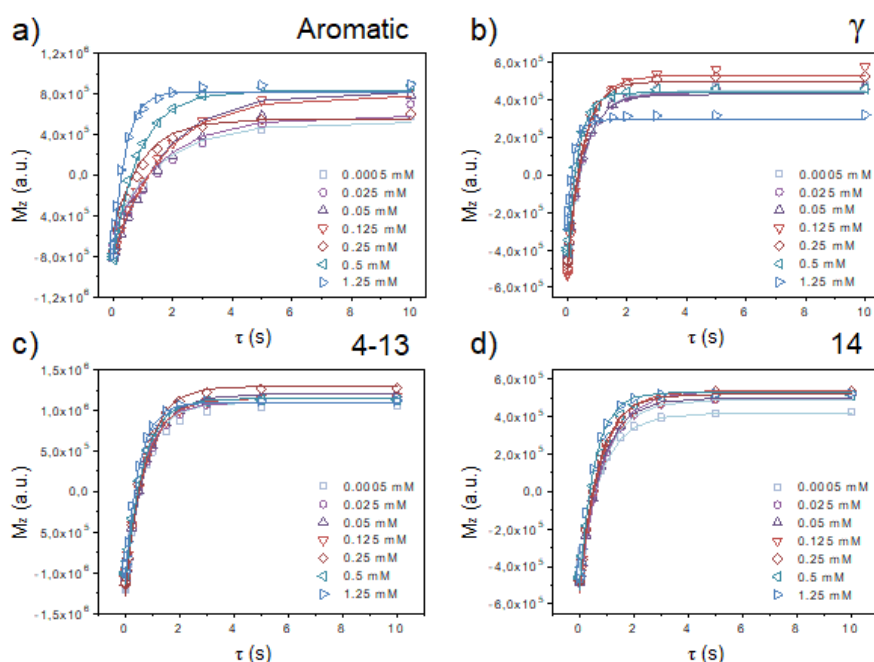 a) Aromatic
1,2x10⁶
8,0x10⁵
4,0x10⁵
0,0
-4,0x10⁵
-8,0x10⁵
-1,2x10⁶
M_z (a.u.)
0.0005 mM
0.025 mM
0.05 mM
0.125 mM
0.25 mM
0.5 mM
1.25 mM
0 2 4 6 8 10
τ (s)
b) γ
6,0x10⁵
4,0x10⁵
2,0x10⁵
0,0
-2,0x10⁵
-4,0x10⁵
-6,0x10⁵
M_z (a.u.)
0.0005 mM
0.025 mM
0.05 mM
0.125 mM
0.25 mM
0.5 mM
1.25 mM
0 2 4 6 8 10
τ (s)
c) 4-13
1,5x10⁶
1,0x10⁶
5,0x10⁵
0,0
-5,0x10⁵
-1,0x10⁶
-1,5x10⁶
M_z (a.u.)
0.0005 mM
0.025 mM
0.05 mM
0.125 mM
0.25 mM
0.5 mM
1.25 mM
0 2 4 6 8 10
τ (s)
d) 14
6,0x10⁵
4,0x10⁵
2,0x10⁵
0,0
-2,0x10⁵
-4,0x10⁵
-6,0x10⁵
M_z (a.u.)
0.0005 mM
0.025 mM
0.05 mM
0.125 mM
0.25 mM
0.5 mM
1.25 mM
0 2 4 6 8 10
τ (s)